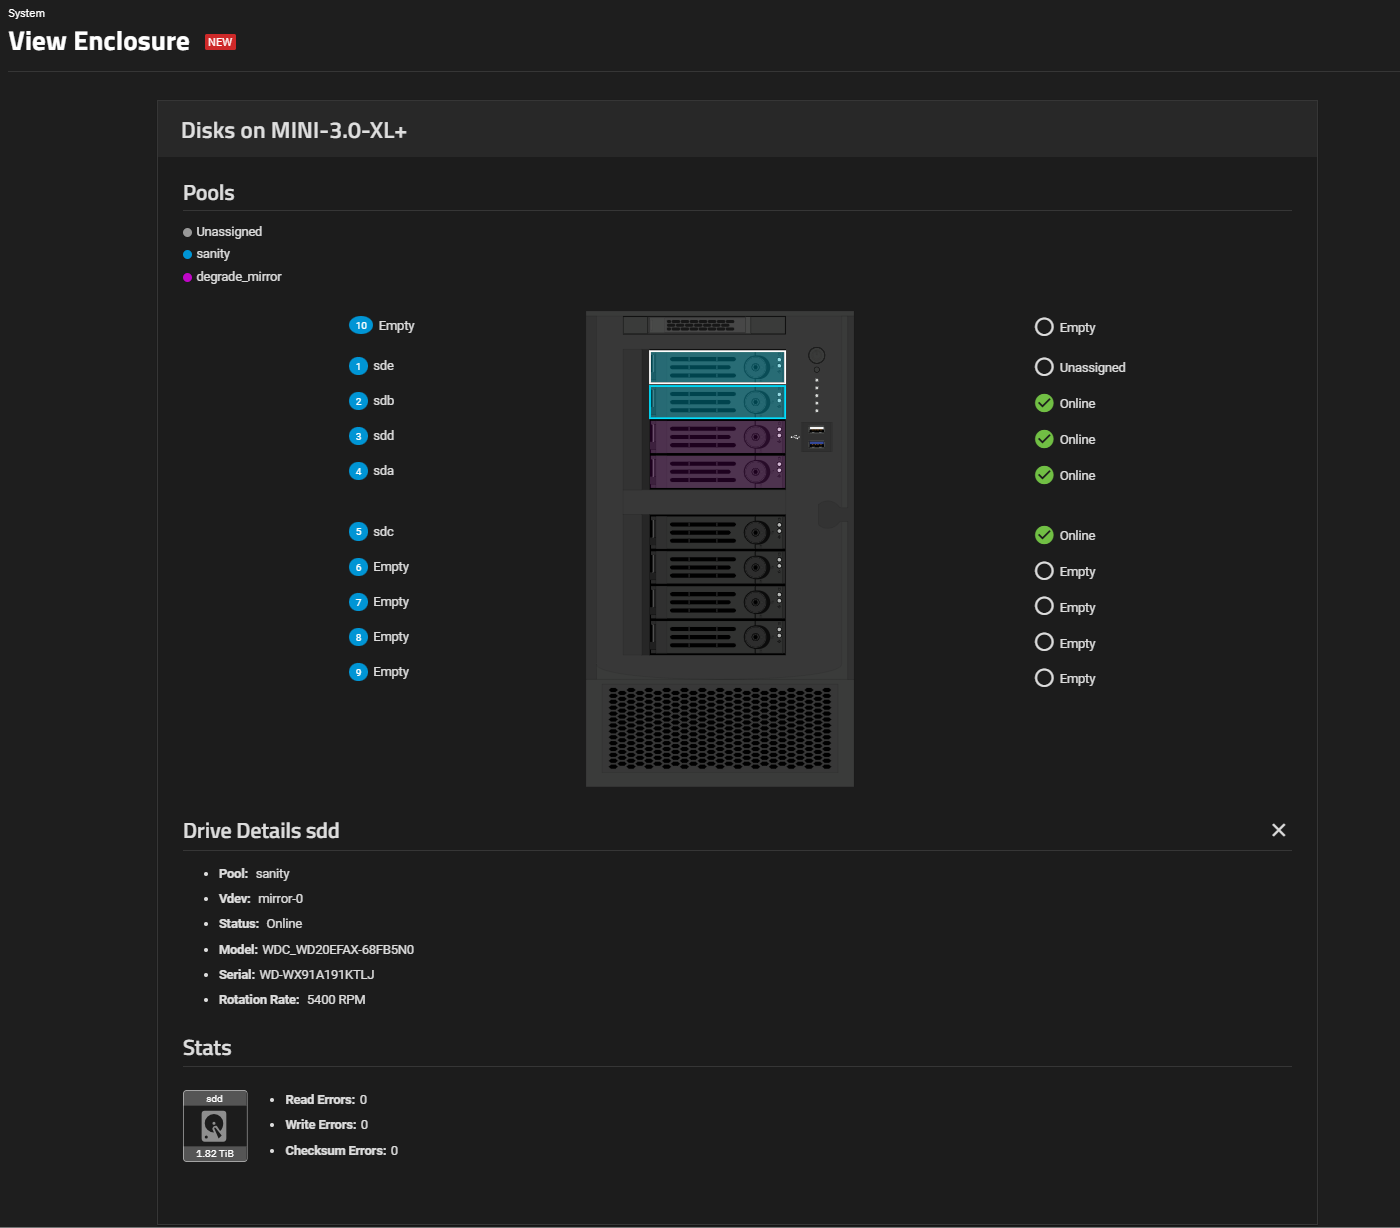 System
View Enclosure NEW
Disks on MINI-3.0-XL+
Pools
Unassigned
sanity
degrade_mirror
10 Empty Empty
1 sde Unassigned
2 sdb Online
3 sdd Online
4 sda Online
5 sdc Online
6 Empty Empty
7 Empty Empty
8 Empty Empty
9 Empty Empty
Drive Details sdd
Pool: sanity
Vdev: mirror-0
Status: Online
Model: WDC_WD20EFAX-68FB5N0
Serial: WD-WX91A191KTLJ
Rotation Rate: 5400 RPM
Stats
sdd
1.82 TiB
Read Errors: 0
Write Errors: 0
Checksum Errors: 0